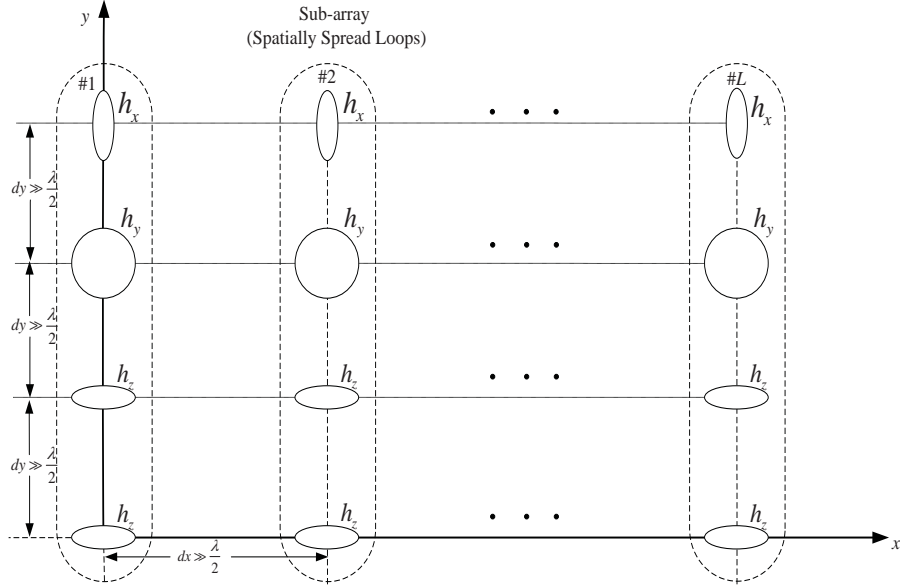 y
Sub-array
(Spatially Spread Loops)
#1
#2
#L
h_x
h_x
. . .
h_x
dy ≫ λ/2
h_y
h_y
. . .
h_y
dy ≫ λ/2
h_z
h_z
. . .
h_z
dy ≫ λ/2
h_z
h_z
. . .
h_z
x
dx ≫ λ/2